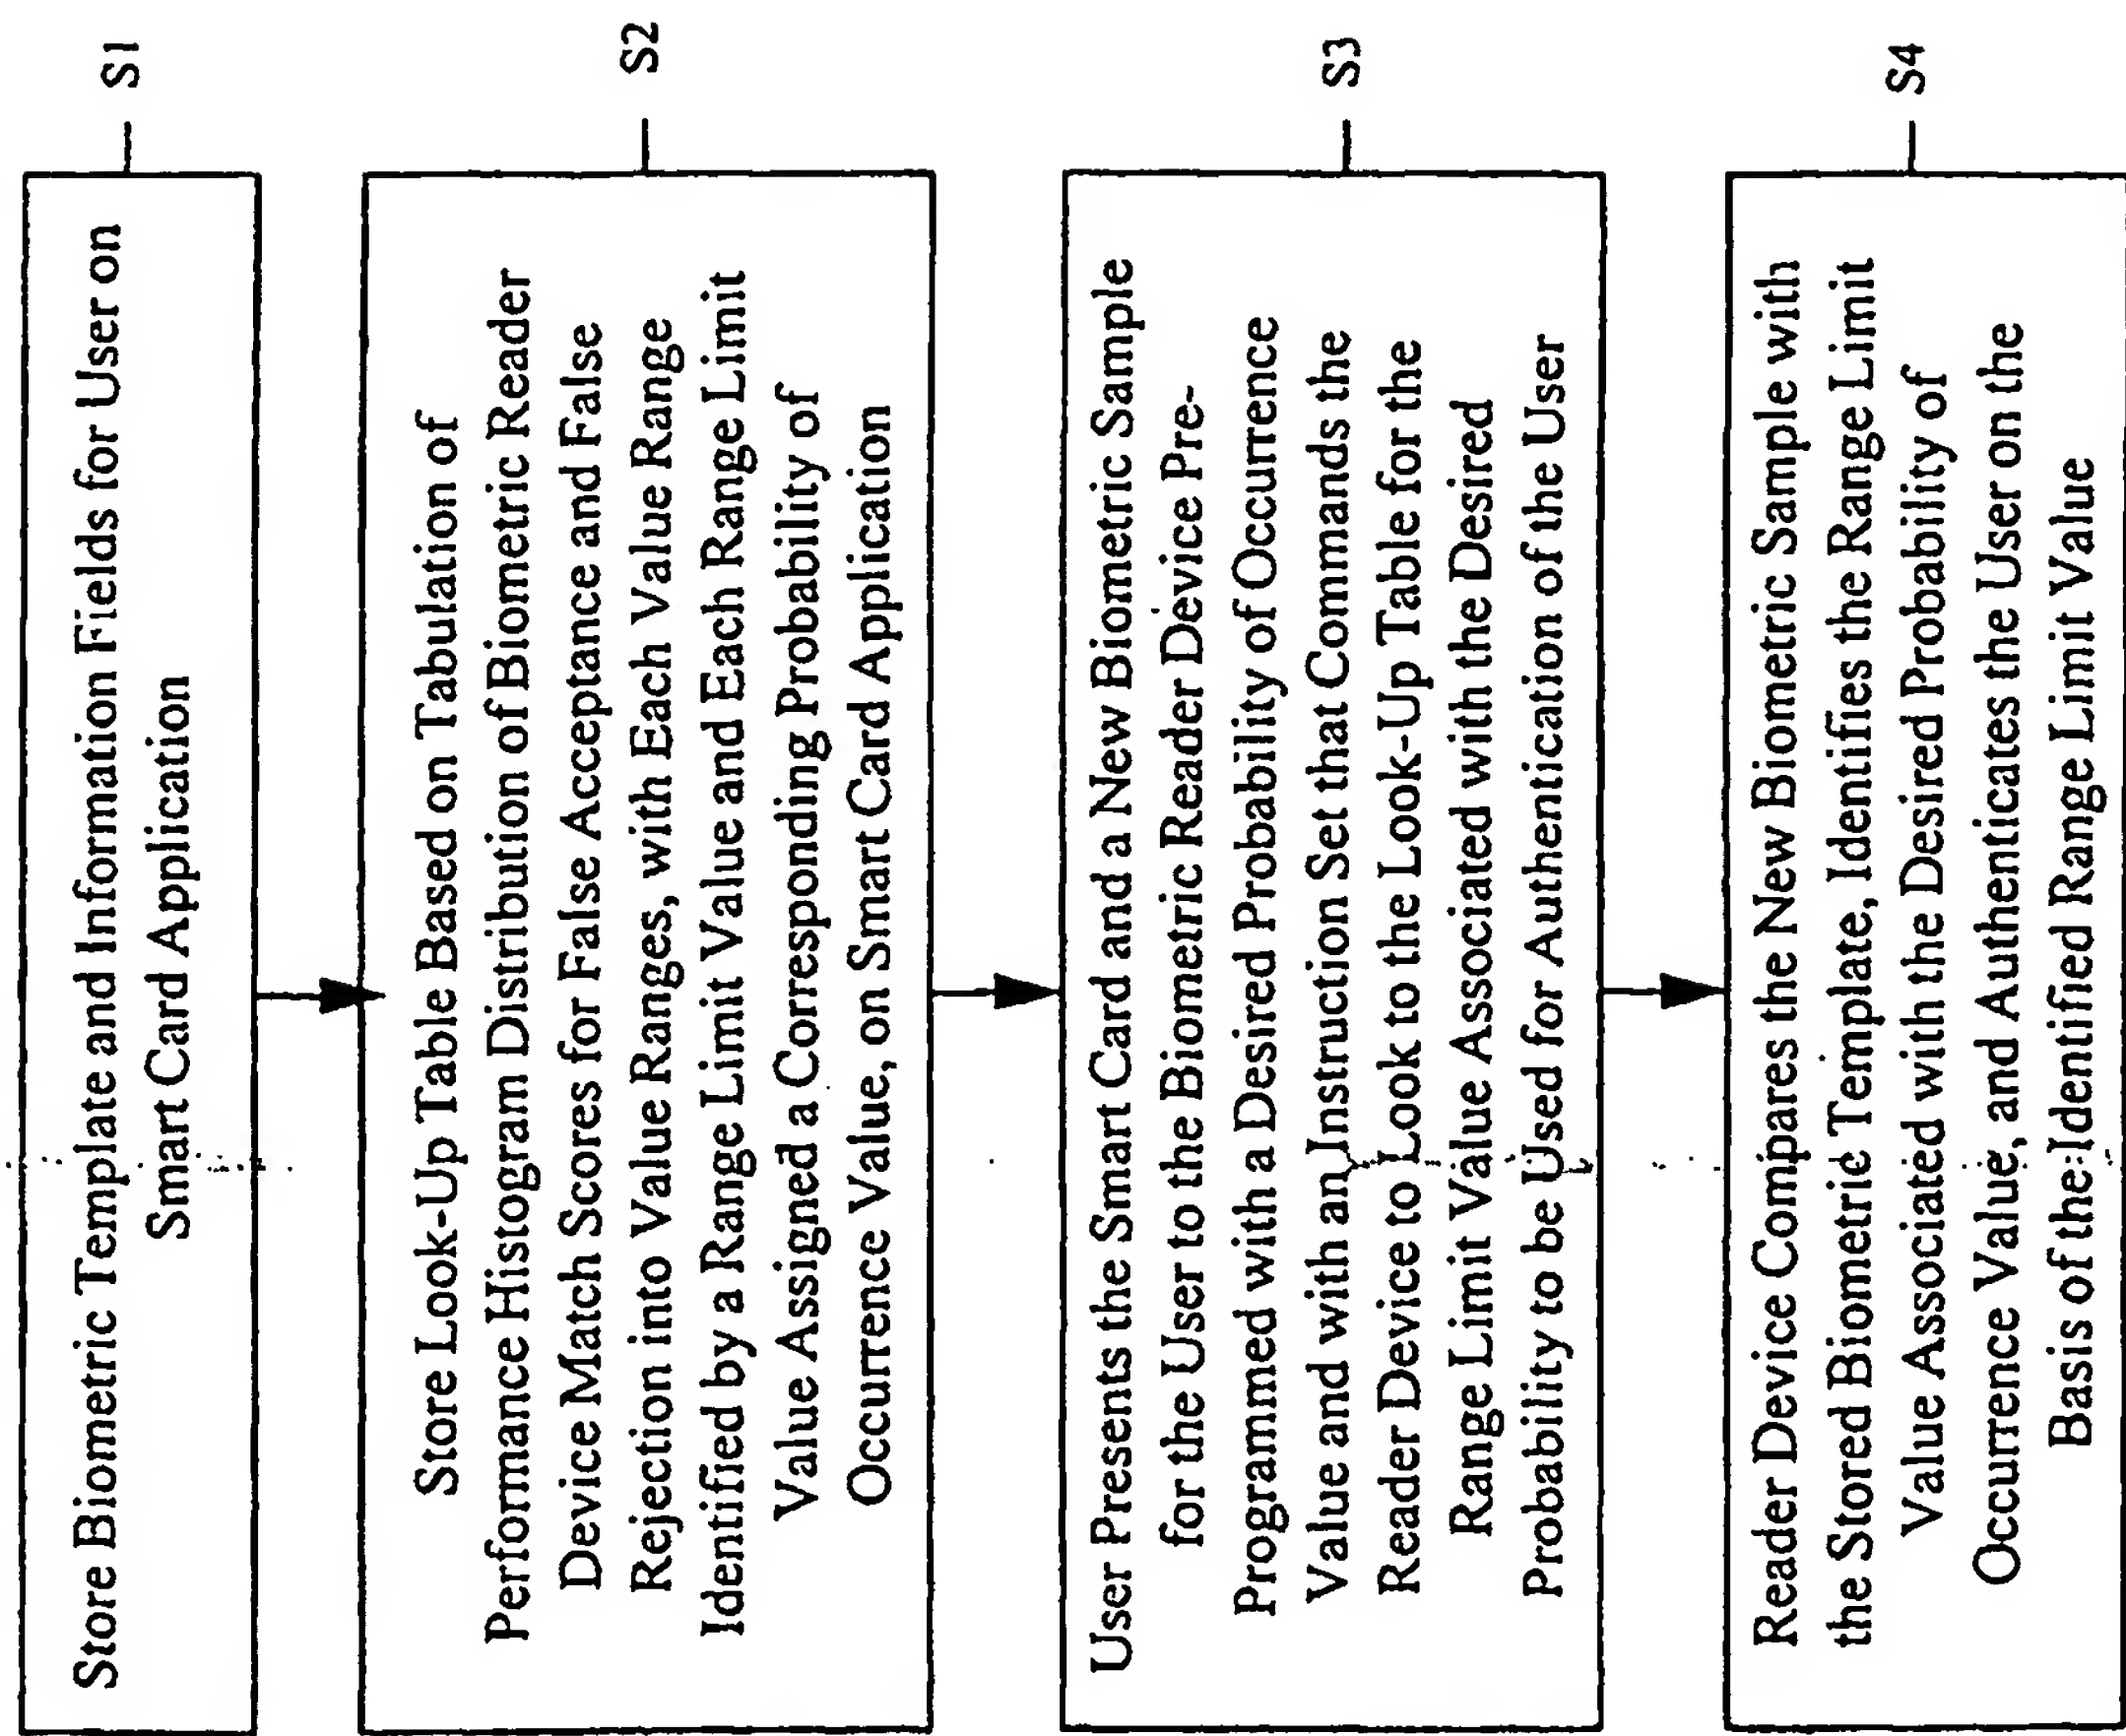 Store Biometric Template and Information Fields for User on
Smart Card Application
S1
Store Look-Up Table Based on Tabulation of
Performance Histogram Distribution of Biometric Reader
Device Match Scores for False Acceptance and False
Rejection into Value Ranges, with Each Value Range
Identified by a Range Limit Value and Each Range Limit
Value Assigned a Corresponding Probability of
Occurrence Value, on Smart Card Application
S2
User Presents the Smart Card and a New Biometric Sample
for the User to the Biometric Reader Device Pre-
Programmed with a Desired Probability of Occurrence
Value and with an Instruction Set that Commands the
Reader Device to Look to the Look-Up Table for the
Range Limit Value Associated with the Desired
Probability to be Used for Authentication of the User
S3
Reader Device Compares the New Biometric Sample with
the Stored Biometric Template, Identifies the Range Limit
Value Associated with the Desired Probability of
Occurrence Value, and Authenticates the User on the
Basis of the Identified Range Limit Value
S4